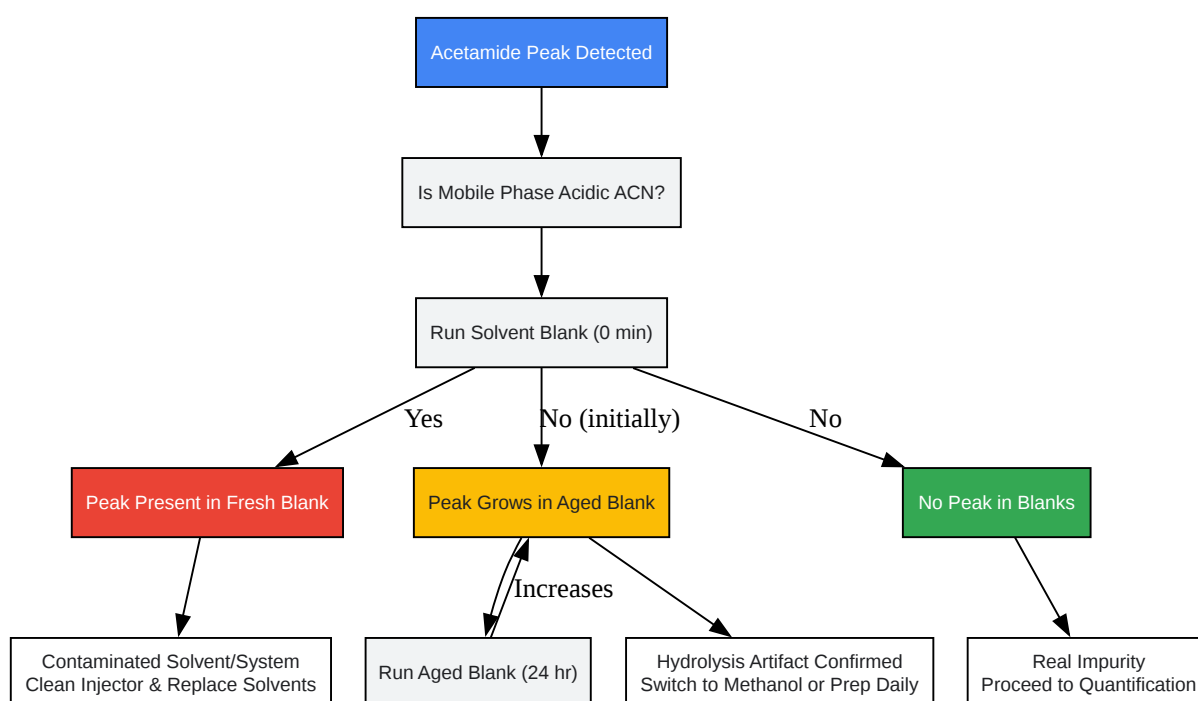 Acetamide Peak Detected
Is Mobile Phase Acidic ACN?
Run Solvent Blank (0 min)
Yes
No (initially)
No
Peak Present in Fresh Blank
Peak Grows in Aged Blank
No Peak in Blanks
Increases
Contaminated Solvent/System
Clean Injector & Replace Solvents
Run Aged Blank (24 hr)
Hydrolysis Artifact Confirmed
Switch to Methanol or Prep Daily
Real Impurity
Proceed to Quantification